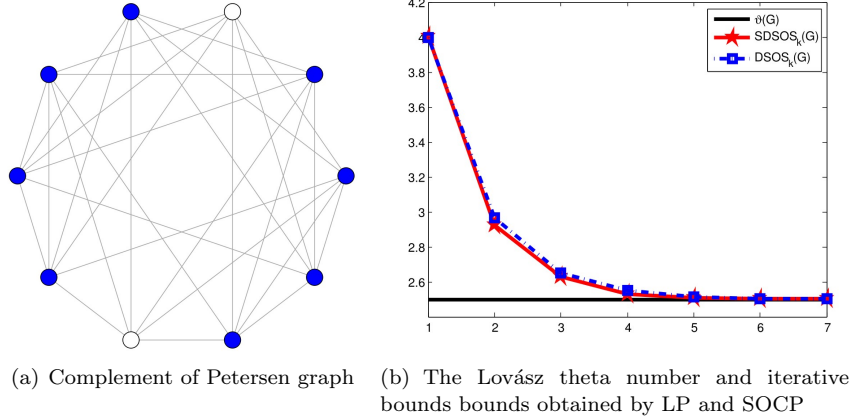 4.2
4
3.8
3.6
3.4
3.2
3
2.8
2.6
1 2 3 4 5 6 7
ϑ(G)
SDSOSₖ(G)
DSOSₖ(G)
(a) Complement of Petersen graph
(b) The Lovász theta number and iterative
bounds bounds obtained by LP and SOCP